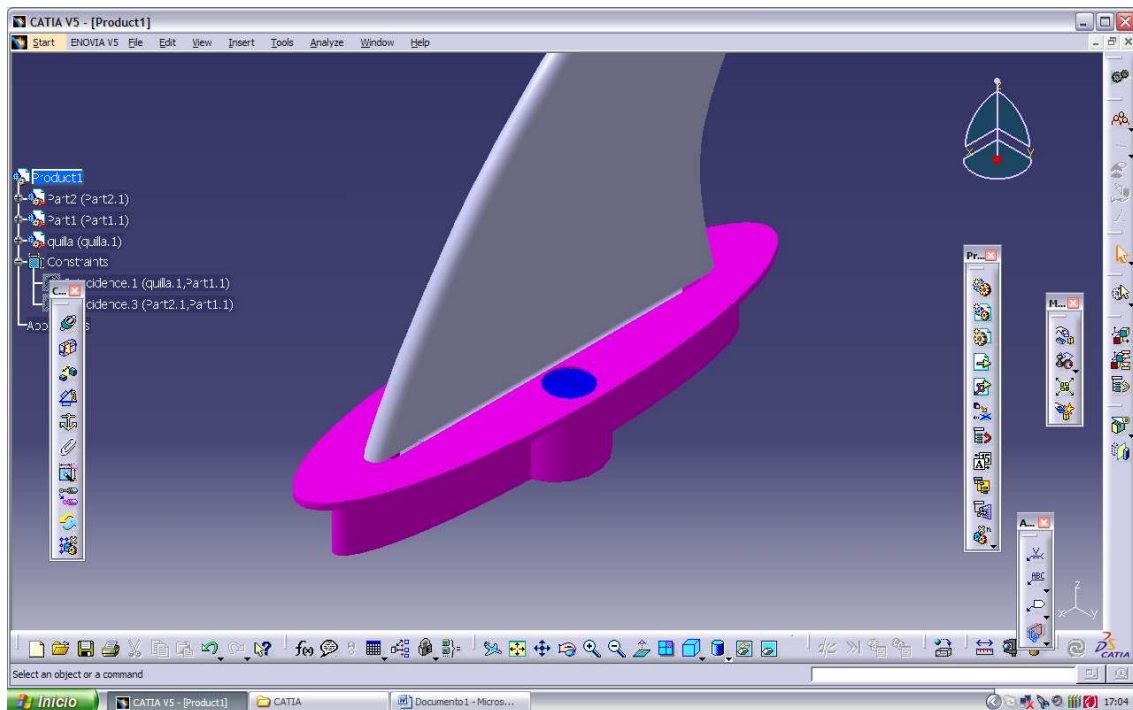 CATIA V5 - [Product1]
Start ENOVIA V5 File Edit View Insert Tools Analyze Window Help
Product1
Part2 (Part2.1)
Part1 (Part1.1)
quilla (quilla.1)
Constraints
cidence.1 (quilla.1,Part1.1)
cidence.3 (Part2.1,Part1.1)
C...
Pr...
M...
A...
ABC
z
x
y
z
x
y
f(x)
CATIA
Select an object or a command
Inicio
CATIA V5 - [Product1]
CATIA
Documento1 - Micros...
17:04